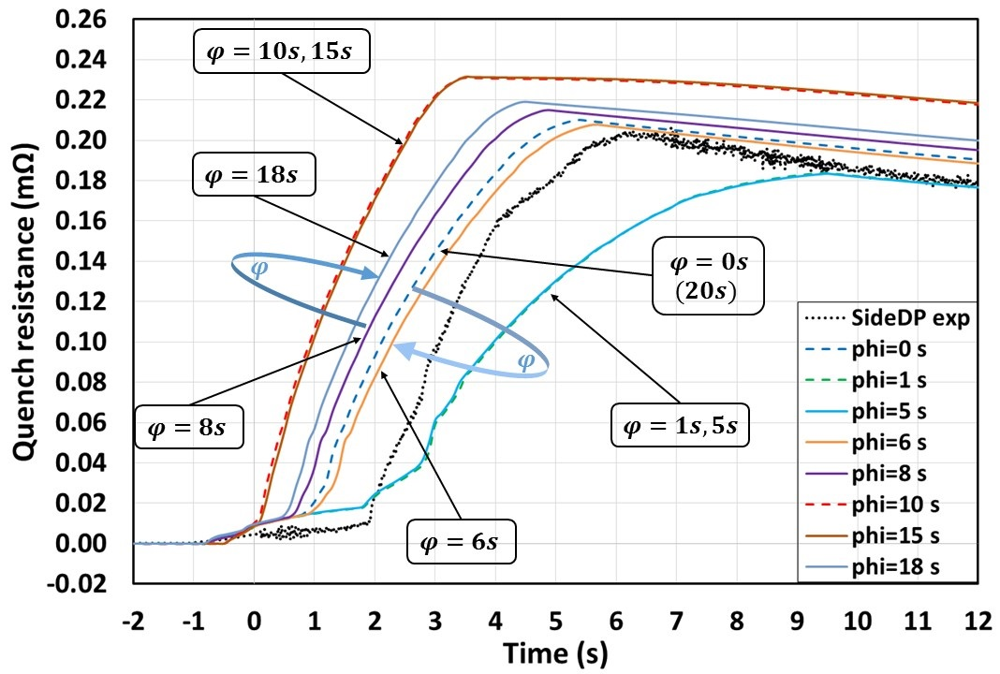 0.26
0.24
0.22
0.20
0.18
0.16
0.14
0.12
0.10
0.08
0.06
0.04
0.02
0.00
-0.02
Quench resistance (mΩ)
φ = 10s, 15s
φ = 18s
φ
φ = 8s
φ = 0s
(20s)
φ
φ = 1s, 5s
φ = 6s
SideDP exp
phi=0 s
phi=1 s
phi=5 s
phi=6 s
phi=8 s
phi=10 s
phi=15 s
phi=18 s
-2 -1 0 1 2 3 4 5 6 7 8 9 10 11 12
Time (s)